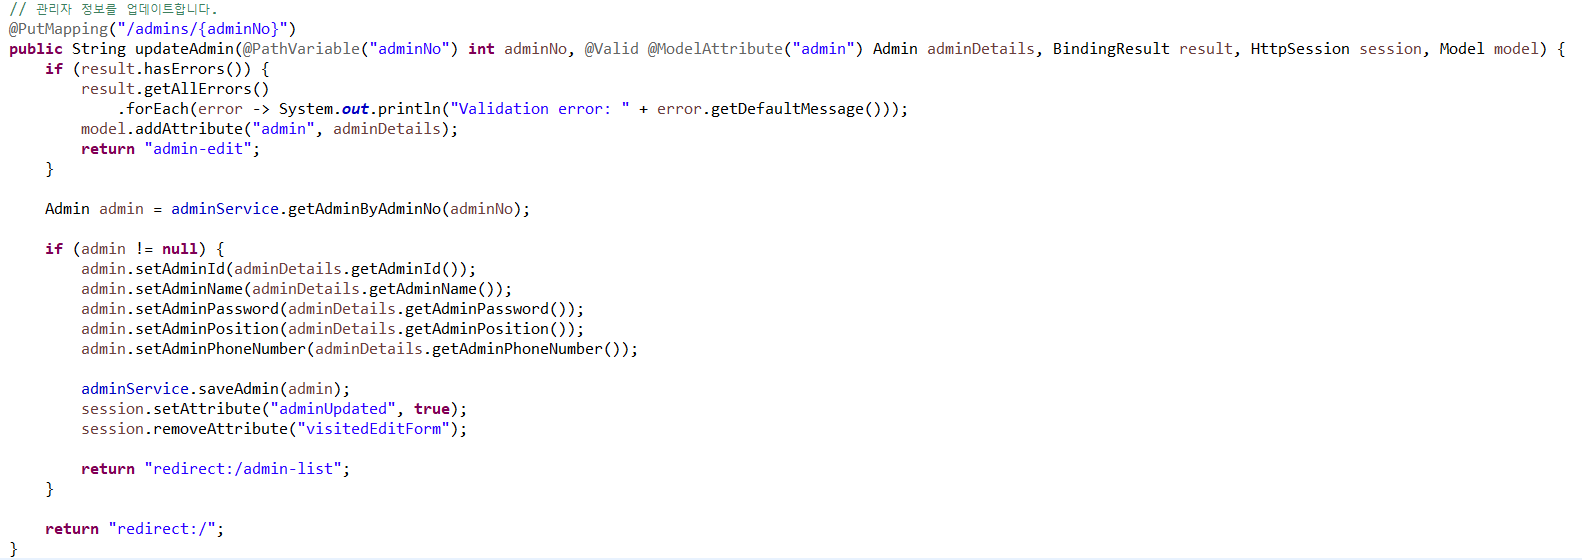 // 관리자 정보를 업데이트합니다.
@PutMapping("/admins/{adminNo}")
public String updateAdmin(@PathVariable("adminNo") int adminNo, @Valid @ModelAttribute("admin") Admin adminDetails, BindingResult result, HttpSession session, Model model) {
    if (result.hasErrors()) {
        result.getAllErrors()
            .forEach(error -> System.out.println("Validation error: " + error.getDefaultMessage()));
        model.addAttribute("admin", adminDetails);
        return "admin-edit";
    }

    Admin admin = adminService.getAdminByAdminNo(adminNo);

    if (admin != null) {
        admin.setAdminId(adminDetails.getAdminId());
        admin.setAdminName(adminDetails.getAdminName());
        admin.setAdminPassword(adminDetails.getAdminPassword());
        admin.setAdminPosition(adminDetails.getAdminPosition());
        admin.setAdminPhoneNumber(adminDetails.getAdminPhoneNumber());

        adminService.saveAdmin(admin);
        session.setAttribute("adminUpdated", true);
        session.removeAttribute("visitedEditForm");

        return "redirect:/admin-list";
    }

    return "redirect:/";
}